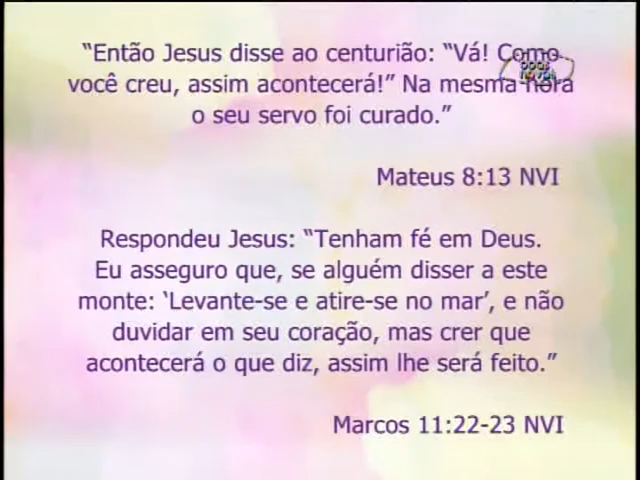 “Então Jesus disse ao centurião: “Vá! Como
você creu, assim acontecerá!” Na mesma hora
o seu servo foi curado.”
Mateus 8:13 NVI
Respondeu Jesus: “Tenham fé em Deus.
Eu asseguro que, se alguém disser a este
monte: ‘Levante-se e atire-se no mar’, e não
duvidar em seu coração, mas crer que
acontecerá o que diz, assim lhe será feito.”
Marcos 11:22-23 NVI